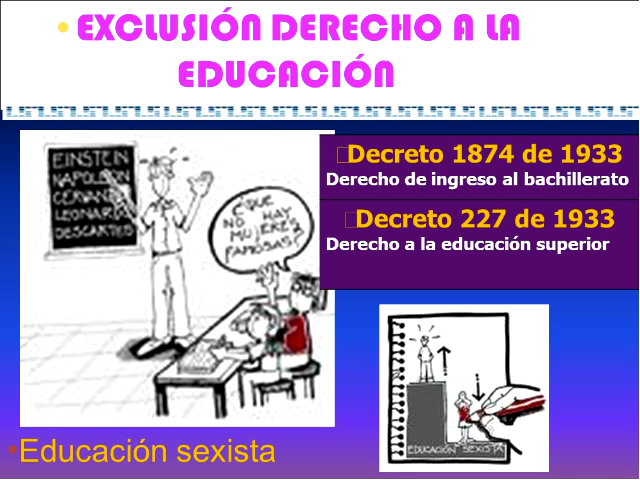 • EXCLUSIÓN DERECHO A LA
EDUCACIÓN
EINSTEIN
NAPOLEON
CERVANTES
LEONARDO
DESCARTES
¿QUE
NO HAY
MUJERES
FAMOSAS?
Decreto 1874 de 1933
Derecho de ingreso al bachillerato
Decreto 227 de 1933
Derecho a la educación superior
EDUCACIÓN SEXISTA
•Educación sexista